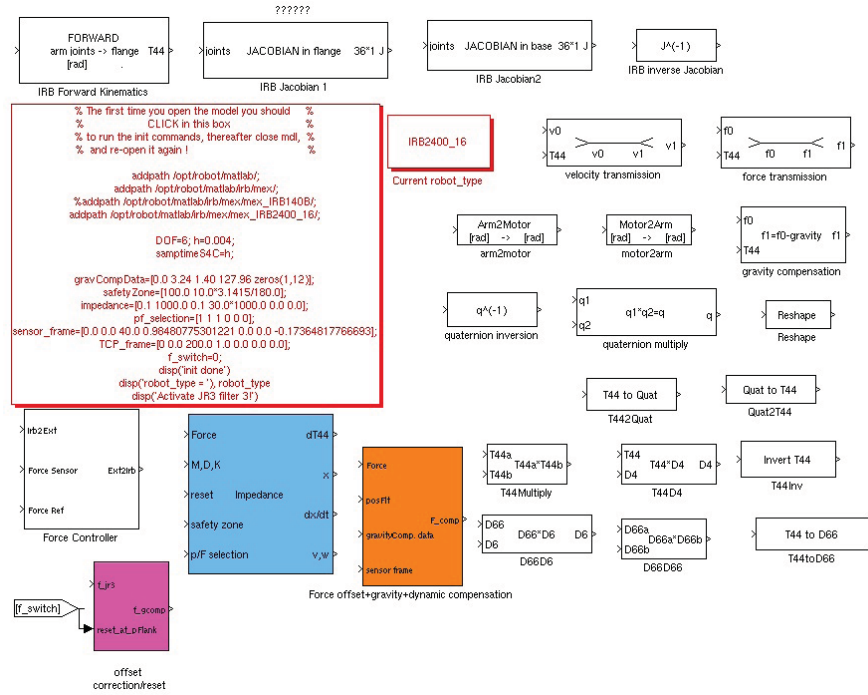 ??????
FORWARD
arm joints -> flange T44
[rad] .
IRB Forward Kinematics
joints JACOBIAN in flange 36*1 J
IRB Jacobian 1
joints JACOBIAN in base 36*1 J
IRB Jacobian2
J^(-1)
IRB inverse Jacobian
% The first time you open the model you should %
% CLICK in this box %
% to run the init commands, thereafter close mdl, %
% and re-open it again ! %
addpath /opt/robot/matlab/;
addpath /opt/robot/matlab/irb/mex/;
%addpath /opt/robot/matlab/irb/mex/mex_IRB140B/;
addpath /opt/robot/matlab/irb/mex/mex_IRB2400_16/;
DOF=6; h=0.004;
samptimeS4C=h;
gravCompData=[0.0 3.24 1.40 127.96 zeros(1,12)];
safetyZone=[100.0 10.0*3.1415/180.0];
impedance=[0.1 1000.0 0.1 30.0*1000.0 0.0 0.0];
pf_selection=[1 1 1 0 0 0];
sensor_frame=[0.0 0.0 40.0 0.98480775301221 0.0 0.0 -0.17364817766693];
TCP_frame=[0 0.0 200.0 1.0 0.0 0.0 0.0];
f_switch=0;
disp('init done')
disp('robot_type = '), robot_type
disp('Activate JR3 filter 3!')
IRB2400_16
Current robot_type
v0
T44
v0 v1
v1
velocity transmission
f0
T44
f0 f1
f1
force transmission
Arm2Motor
[rad] -> [rad]
arm2motor
Motor2Arm
[rad] -> [rad]
motor2arm
f0
f1=f0-gravity f1
T44
gravity compensation
q^(-1)
quaternion inversion
q1
q1*q2=q q
q2
quaternion multiply
Reshape
Reshape
T44 to Quat
T442Quat
Quat to T44
Quat2T44
Irb2Ext
Force Sensor Ext2Irb
Force Ref
Force Controller
Force dT44
M,D,K x
reset Impedance
safety zone dx/dt
p/F selection v,w
Force
posFlt
F_comp
gravityComp. data
sensor frame
Force offset+gravity+dynamic compensation
T44a
T44a*T44b
T44b
T44Multiply
T44
T44*D4 D4
D4
T44D4
Invert T44
T44Inv
D66
D66*D6 D6
D6
D66D6
D66a
D66a*D66b
D66b
D66D66
T44 to D66
T44toD66
f_jr3
[f_switch]
f_gcomp
reset_at_pFlank
offset
correction/reset